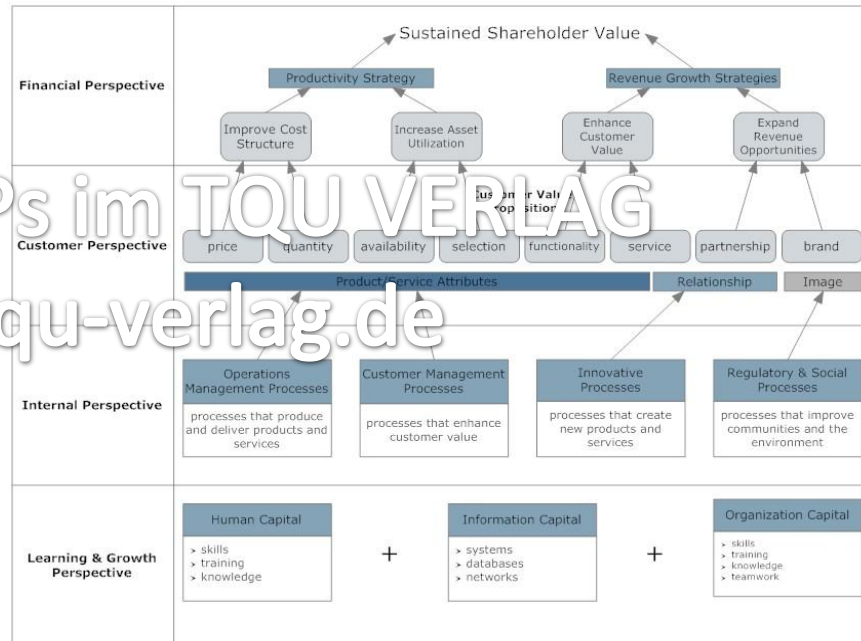 Sustained Shareholder Value
Financial Perspective
Productivity Strategy
Revenue Growth Strategies
Improve Cost
Structure
Increase Asset
Utilization
Enhance
Customer
Value
Expand
Revenue
Opportunities
Ps im TQU VERLAG
Customer Value
Customer Perspective
price
quantity
availability
selection
functionality
service
partnership
brand
Product/Service Attributes
Relationship
Image
qu-verlag.de
Internal Perspective
Operations
Management Processes
processes that produce
and deliver products and
services
Customer Management
Processes
processes that enhance
customer value
Innovative
Processes
processes that create
new products and
services
Regulatory & Social
Processes
processes that improve
communities and the
environment
Learning & Growth
Perspective
Human Capital
➤ skills
➤ training
➤ knowledge
+
Information Capital
➤ systems
➤ databases
➤ networks
+
Organization Capital
➤ skills
➤ training
➤ knowledge
➤ teamwork